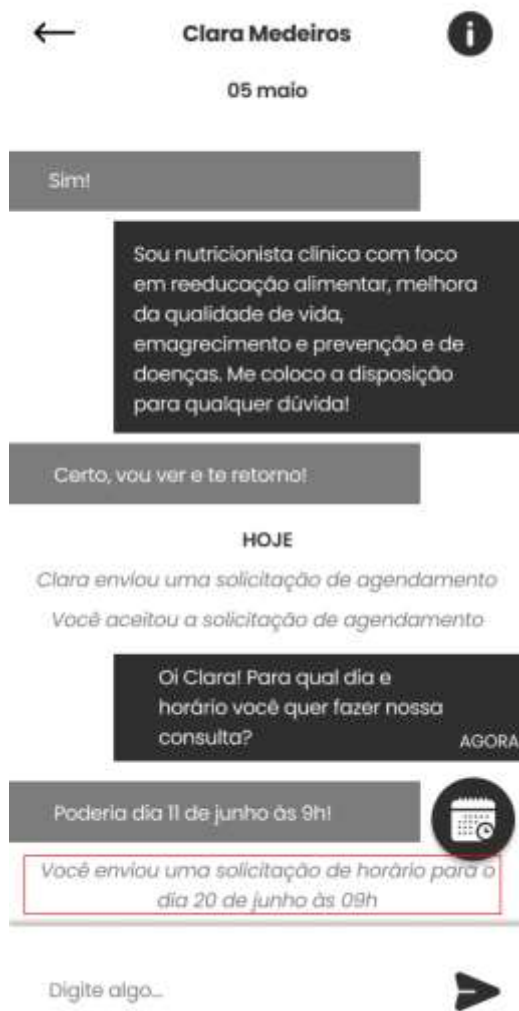 Clara Medeiros
05 maio
Sim!
Sou nutricionista clínica com foco
em reeducação alimentar, melhora
da qualidade de vida,
emagrecimento e prevenção e de
doenças. Me coloco a disposição
para qualquer dúvida!
Certo, vou ver e te retorno!
HOJE
Clara enviou uma solicitação de agendamento
Você aceitou a solicitação de agendamento
Oi Clara! Para qual dia e
horário você quer fazer nossa
consulta?
AGORA
Poderia dia 11 de junho às 9h!
Você enviou uma solicitação de horário para o
dia 20 de junho às 09h
Digite algo...